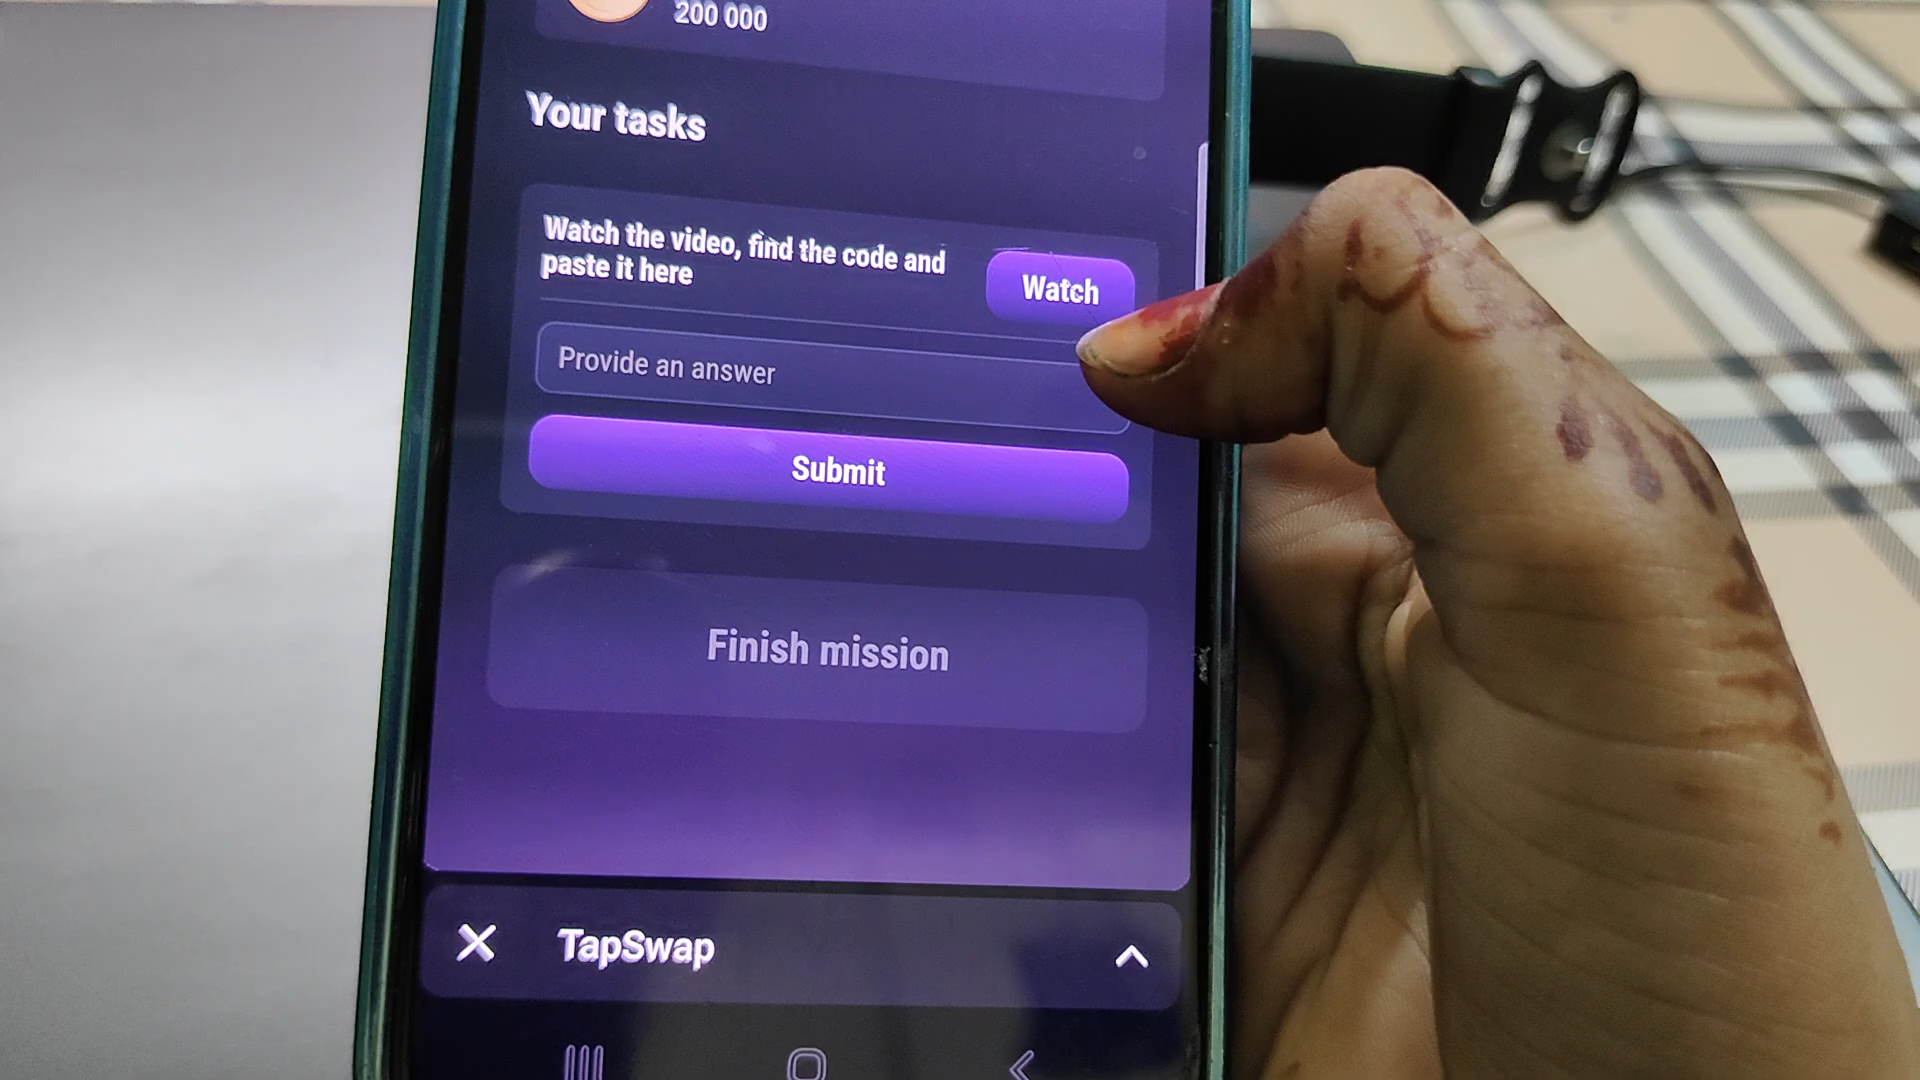 200 000
Your tasks
Watch the video, find the code and
paste it here
Watch
Provide an answer
Submit
Finish mission
TapSwap